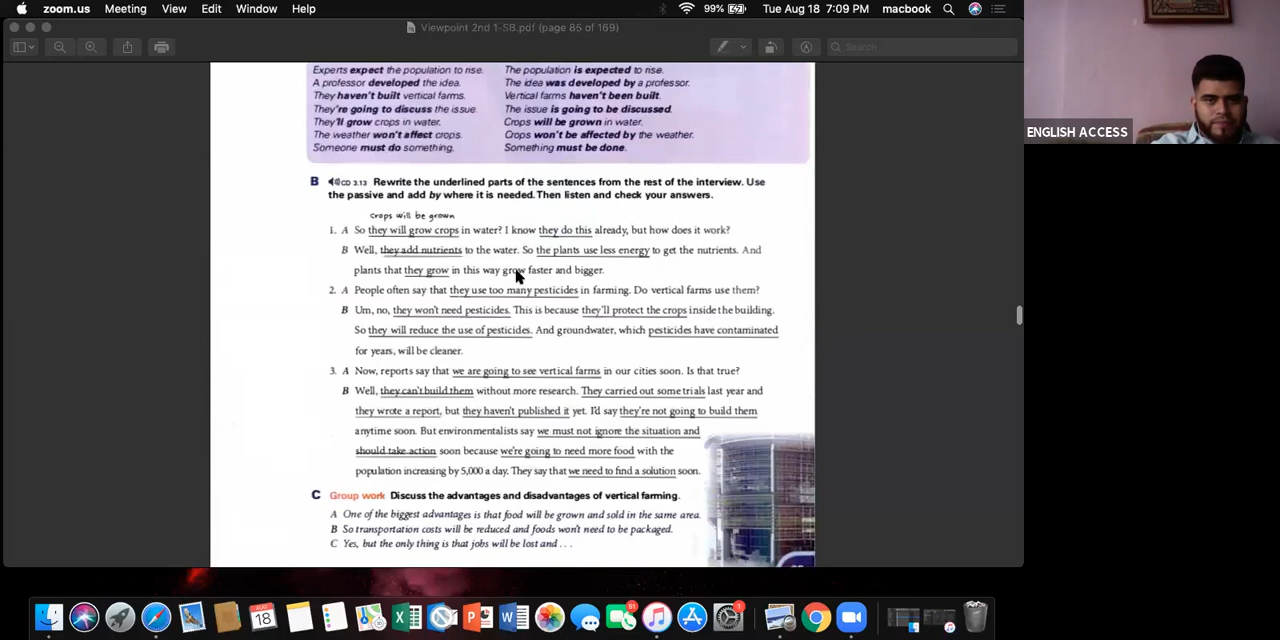 zoom.us Meeting View Edit Window Help 99% Tue Aug 18 7:09 PM macbook
Viewpoint 2nd 1-SB.pdf (page 85 of 169)
Search
Experts expect the population to rise. The population is expected to rise.
A professor developed the idea. The idea was developed by a professor.
They haven't built vertical farms. Vertical farms haven't been built.
They're going to discuss the issue. The issue is going to be discussed.
They'll grow crops in water. Crops will be grown in water.
The weather won't affect crops. Crops won't be affected by the weather.
Someone must do something. Something must be done.
ENGLISH ACCESS
B CD 3.13 Rewrite the underlined parts of the sentences from the rest of the interview. Use
the passive and add by where it is needed. Then listen and check your answers.
crops will be grown
1. A So they will grow crops in water? I know they do this already, but how does it work?
B Well, they add nutrients to the water. So the plants use less energy to get the nutrients. And
plants that they grow in this way grow faster and bigger.
2. A People often say that they use too many pesticides in farming. Do vertical farms use them?
B Um, no, they won't need pesticides. This is because they'll protect the crops inside the building.
So they will reduce the use of pesticides. And groundwater, which pesticides have contaminated
for years, will be cleaner.
3. A Now, reports say that we are going to see vertical farms in our cities soon. Is that true?
B Well, they can't build them without more research. They carried out some trials last year and
they wrote a report, but they haven't published it yet. I'd say they're not going to build them
anytime soon. But environmentalists say we must not ignore the situation and
should take action soon because we're going to need more food with the
population increasing by 5,000 a day. They say that we need to find a solution soon.
C Group work Discuss the advantages and disadvantages of vertical farming.
A One of the biggest advantages is that food will be grown and sold in the same area.
B So transportation costs will be reduced and foods won't need to be packaged.
C Yes, but the only thing is that jobs will be lost and . . .